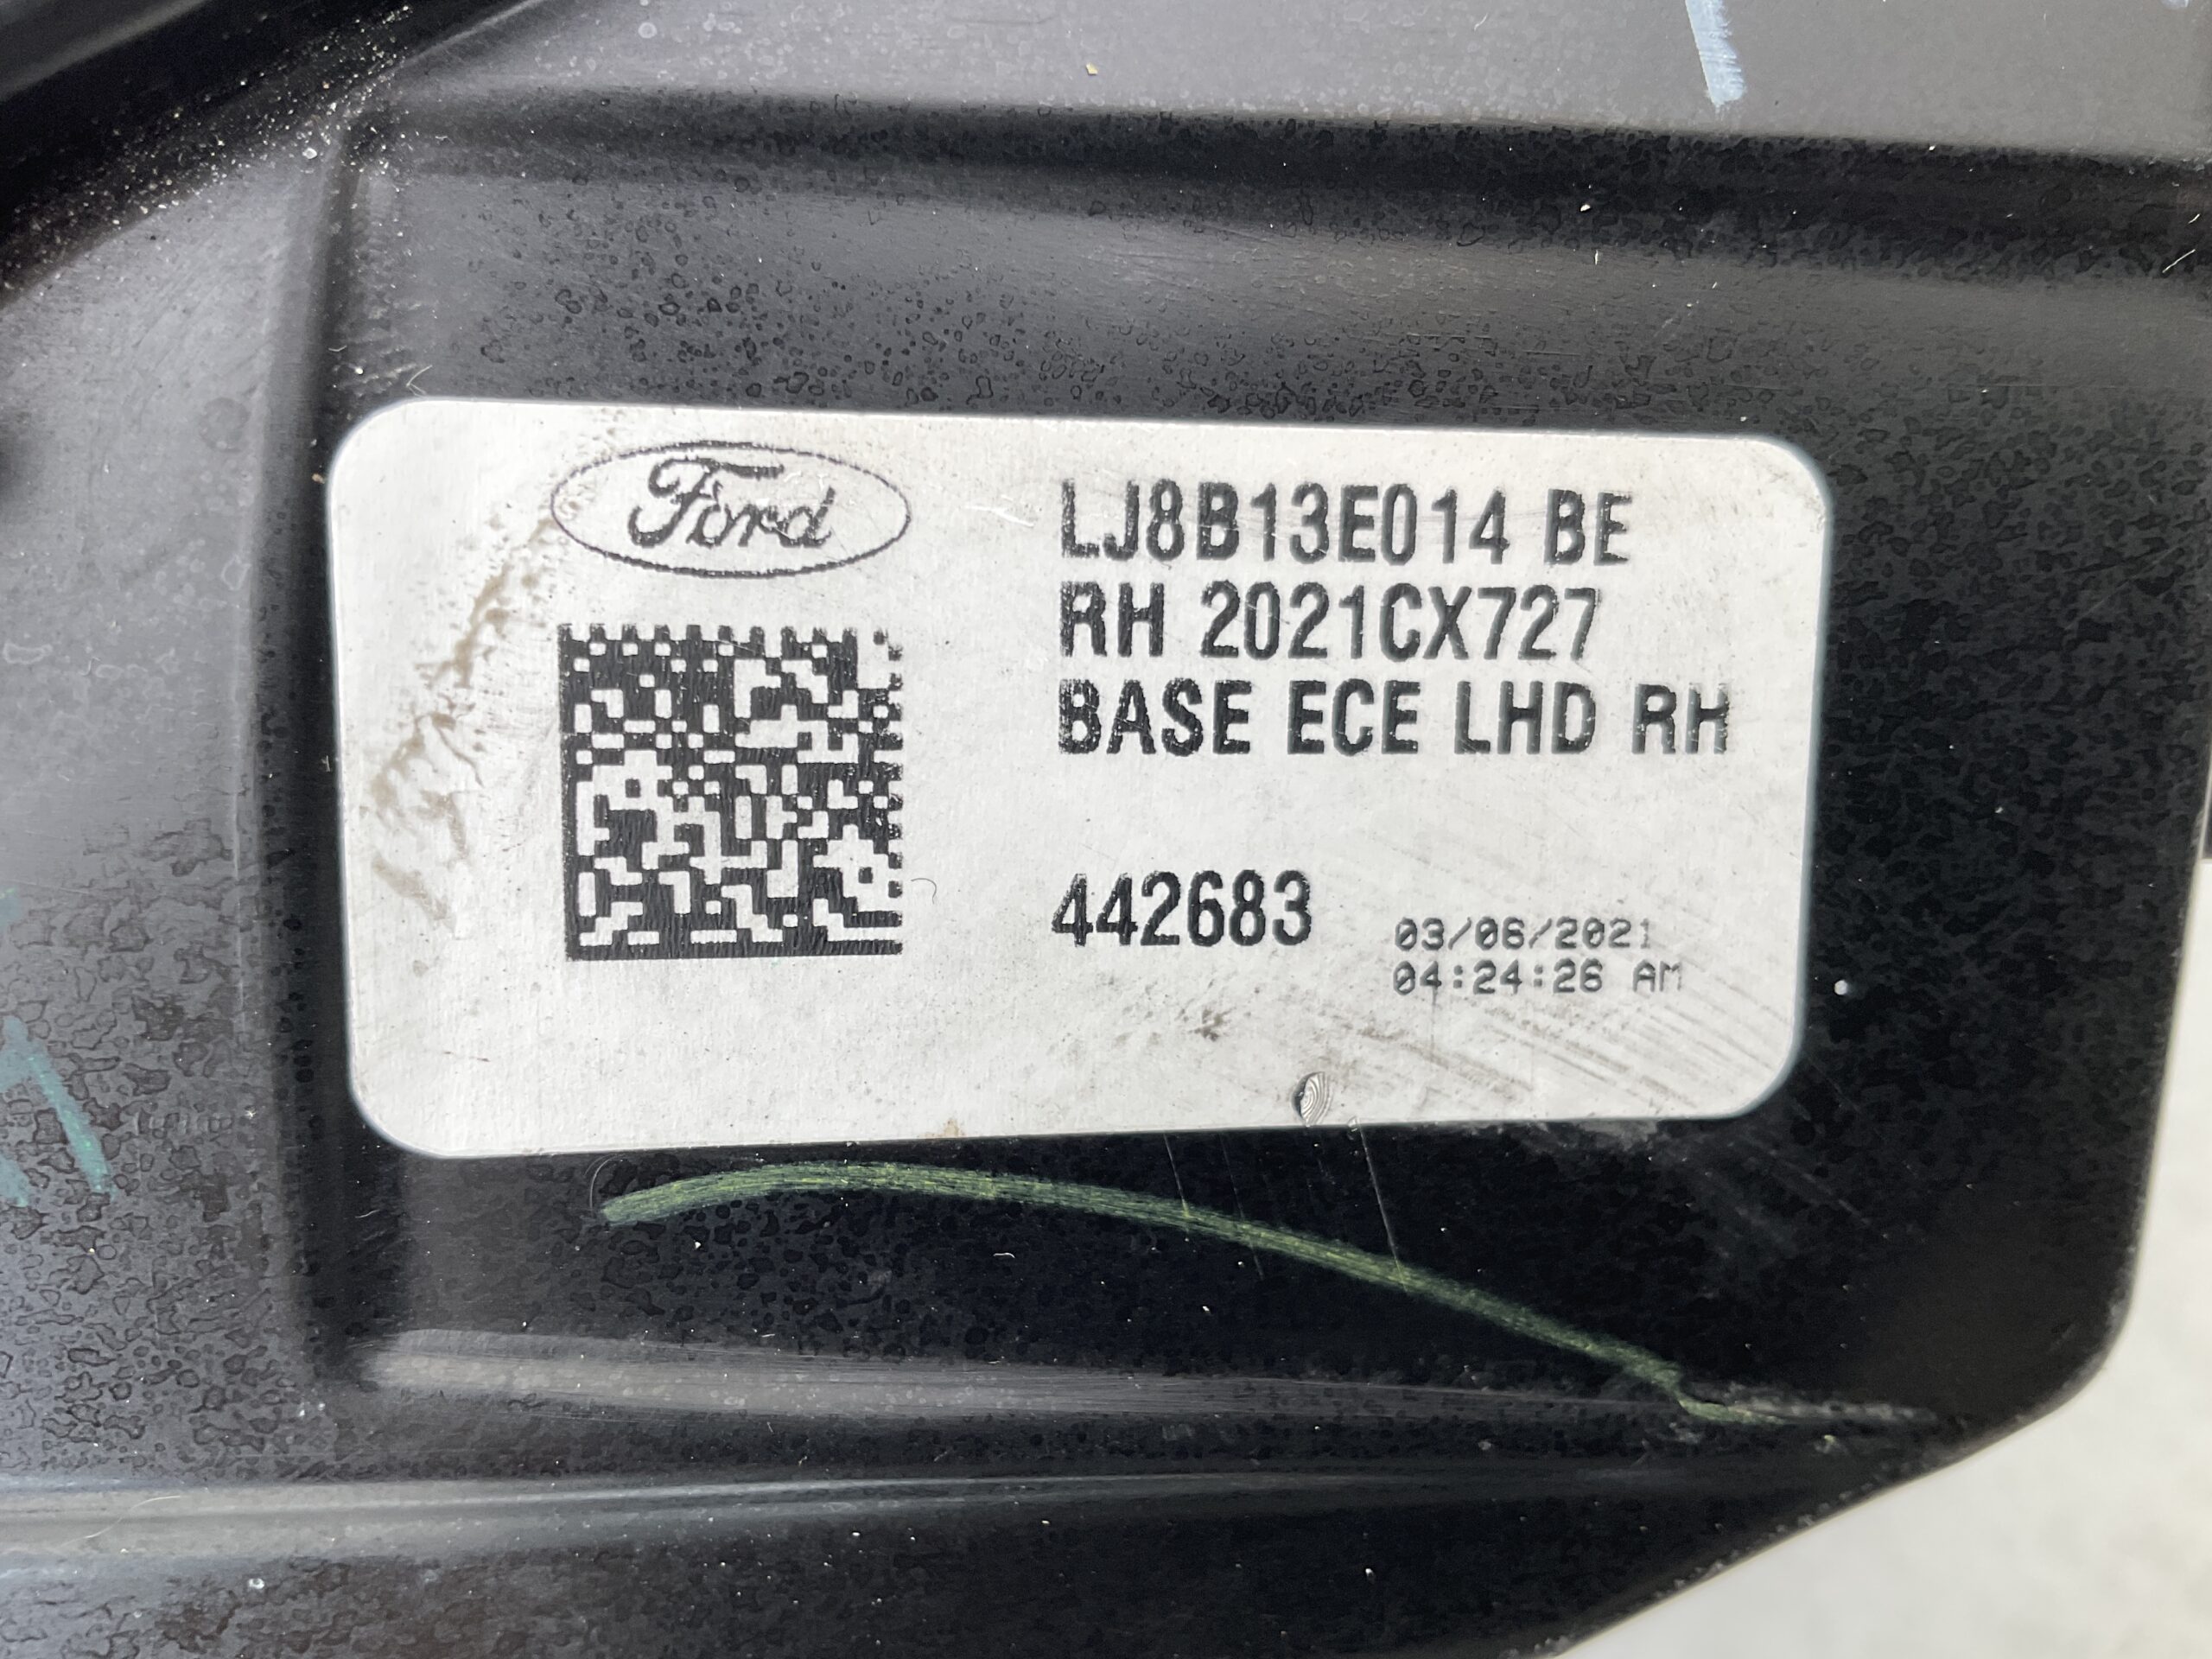 Ford
LJ8B13E014 BE
RH 2021CX727
BASE ECE LHD RH
442683
03/06/2021
04:24:26 AM